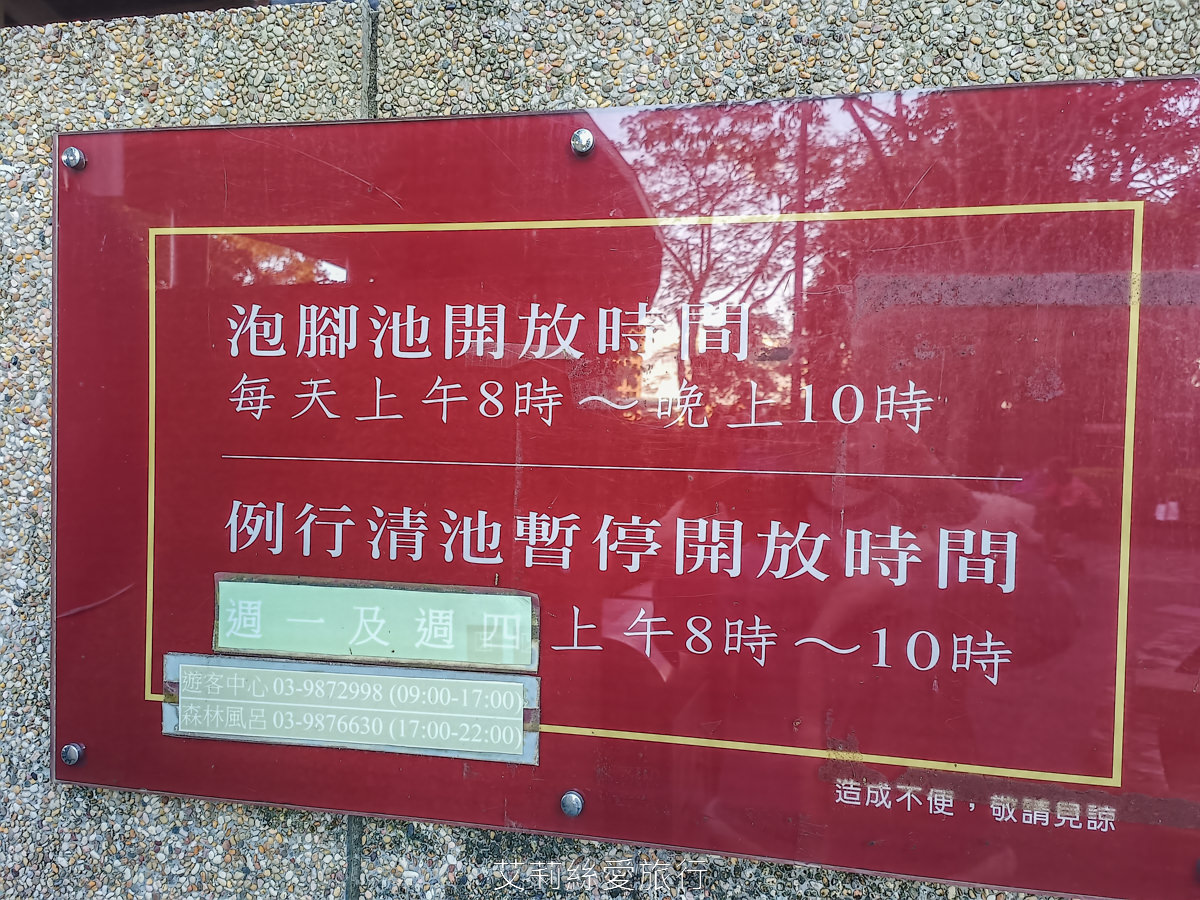 泡腳池開放時間
每天上午8時～晚上10時
例行清池暫停開放時間
週一及週四 上午8時～10時
遊客中心 03-9872998 (09:00-17:00)
森林風呂 03-9876630 (17:00-22:00)
造成不便，敬請見諒
艾莉絲愛旅行